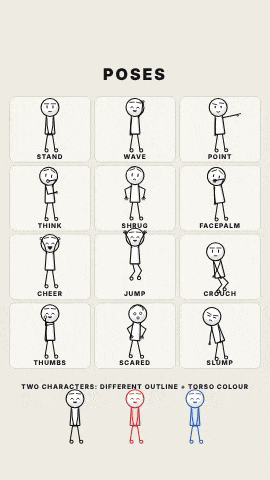 POSES
STAND WAVE POINT
THINK SHRUG FACEPALM
CHEER JUMP CROUCH
THUMBS SCARED SLUMP
TWO CHARACTERS: DIFFERENT OUTLINE + TORSO COLOUR